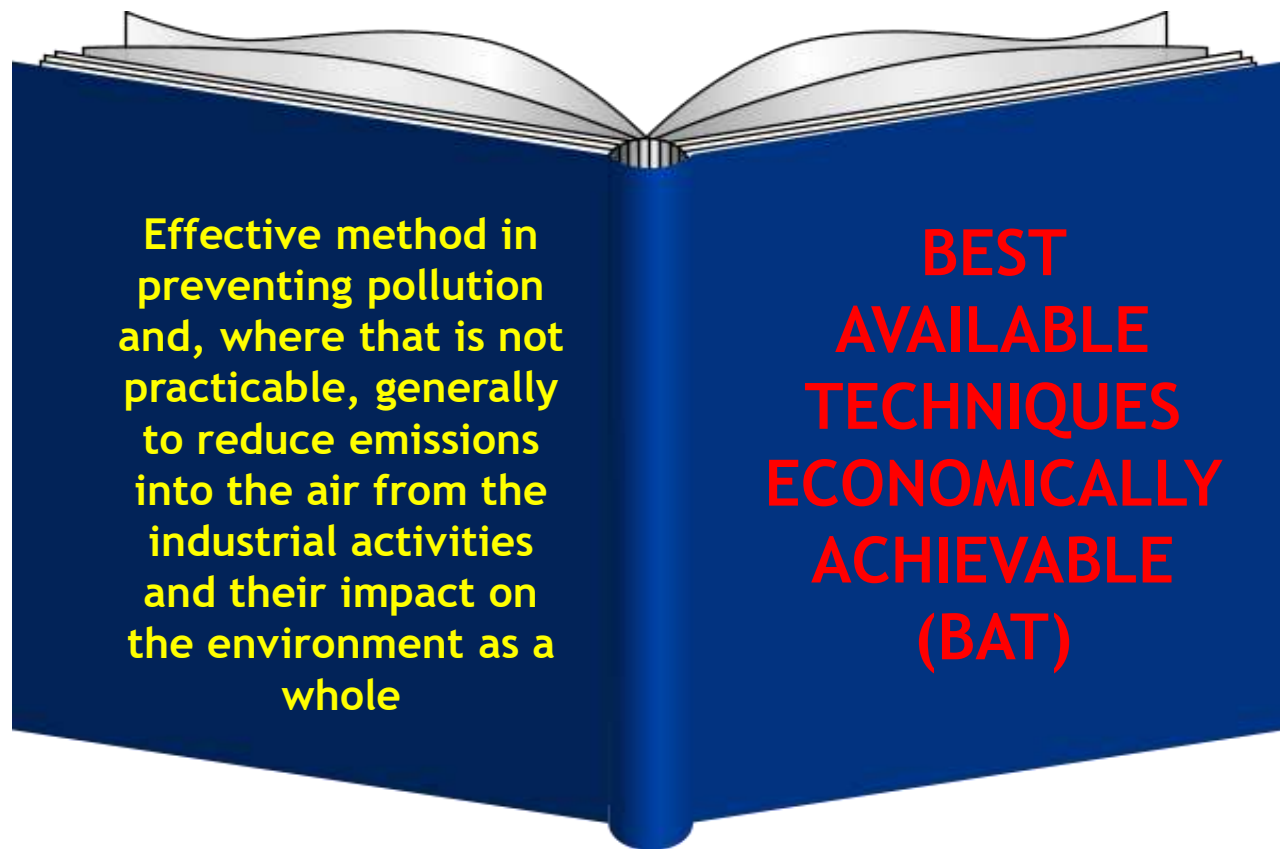 Effective method in
preventing pollution
and, where that is not
practicable, generally
to reduce emissions
into the air from the
industrial activities
and their impact on
the environment as a
whole
BEST
AVAILABLE
TECHNIQUES
ECONOMICALLY
ACHIEVABLE
(BAT)